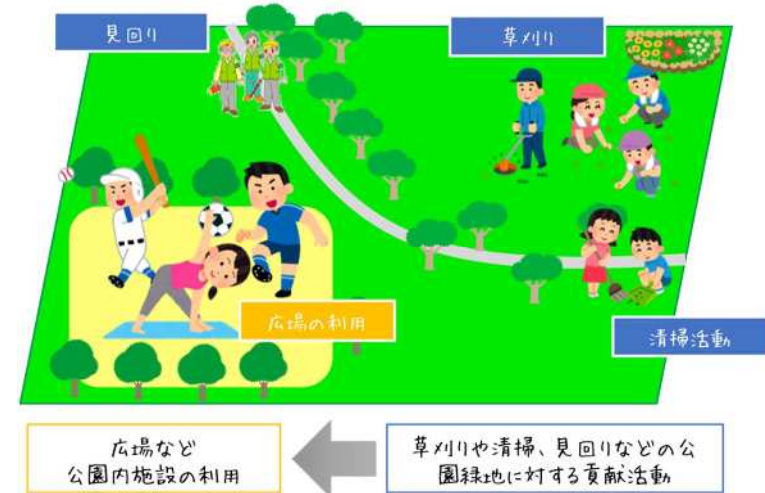 見回り
草刈り
広場の利用
清掃活動
広場など
公園内施設の利用
草刈りや清掃、見回りなどの公
園緑地に対する貢献活動